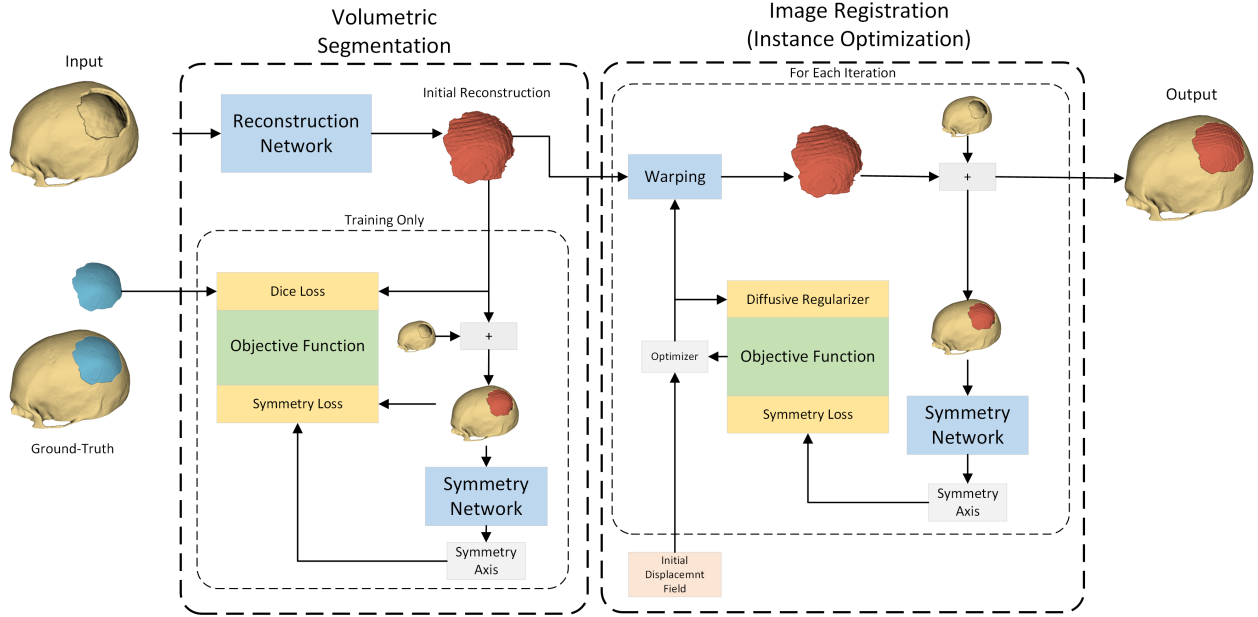 Volumetric
Segmentation
Image Registration
(Instance Optimization)
Input
Initial Reconstruction
Reconstruction
Network
Training Only
Dice Loss
Objective Function
Symmetry Loss
+
Symmetry
Network
Symmetry
Axis
Ground-Truth
For Each Iteration
Warping
+
Output
Diffusive Regularizer
Objective Function
Symmetry Loss
Optimizer
Symmetry
Network
Symmetry
Axis
Initial
Displacemnt
Field